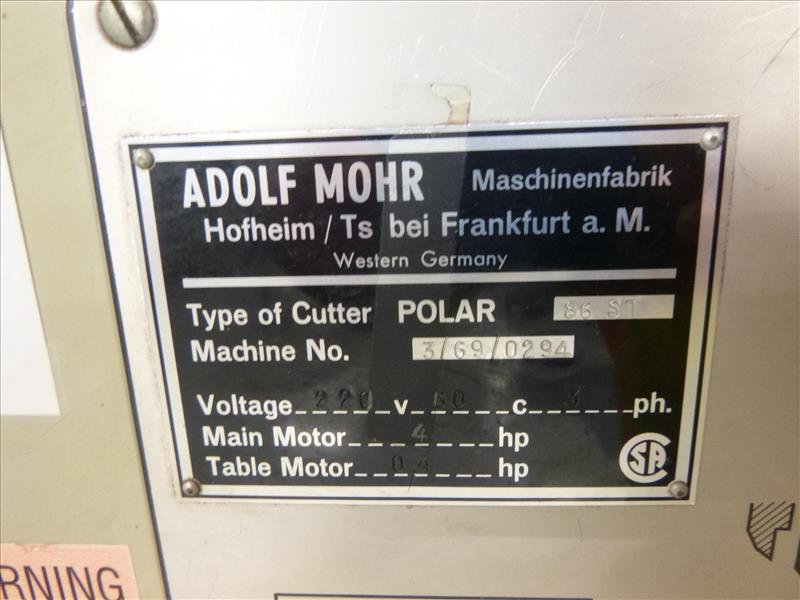 ADOLF MOHR Maschinenfabrik
Hofheim / Ts bei Frankfurt a. M.
Western Germany
Type of Cutter POLAR 86 ST
Machine No. 3/69/0294
Voltage 220 v 60 c 3 ph.
Main Motor 4 hp
Table Motor hp
CSA
RNING